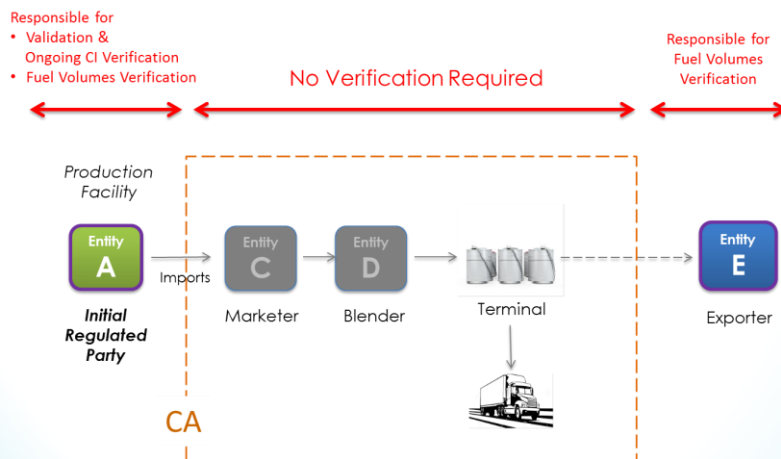 Responsible for
• Validation &
Ongoing CI Verification
• Fuel Volumes Verification
No Verification Required
Responsible for
Fuel Volumes
Verification
Production
Facility
Entity
A
Imports
Entity
C
Entity
D
Entity
E
Initial
Regulated
Party
Marketer
Blender
Terminal
Exporter
CA